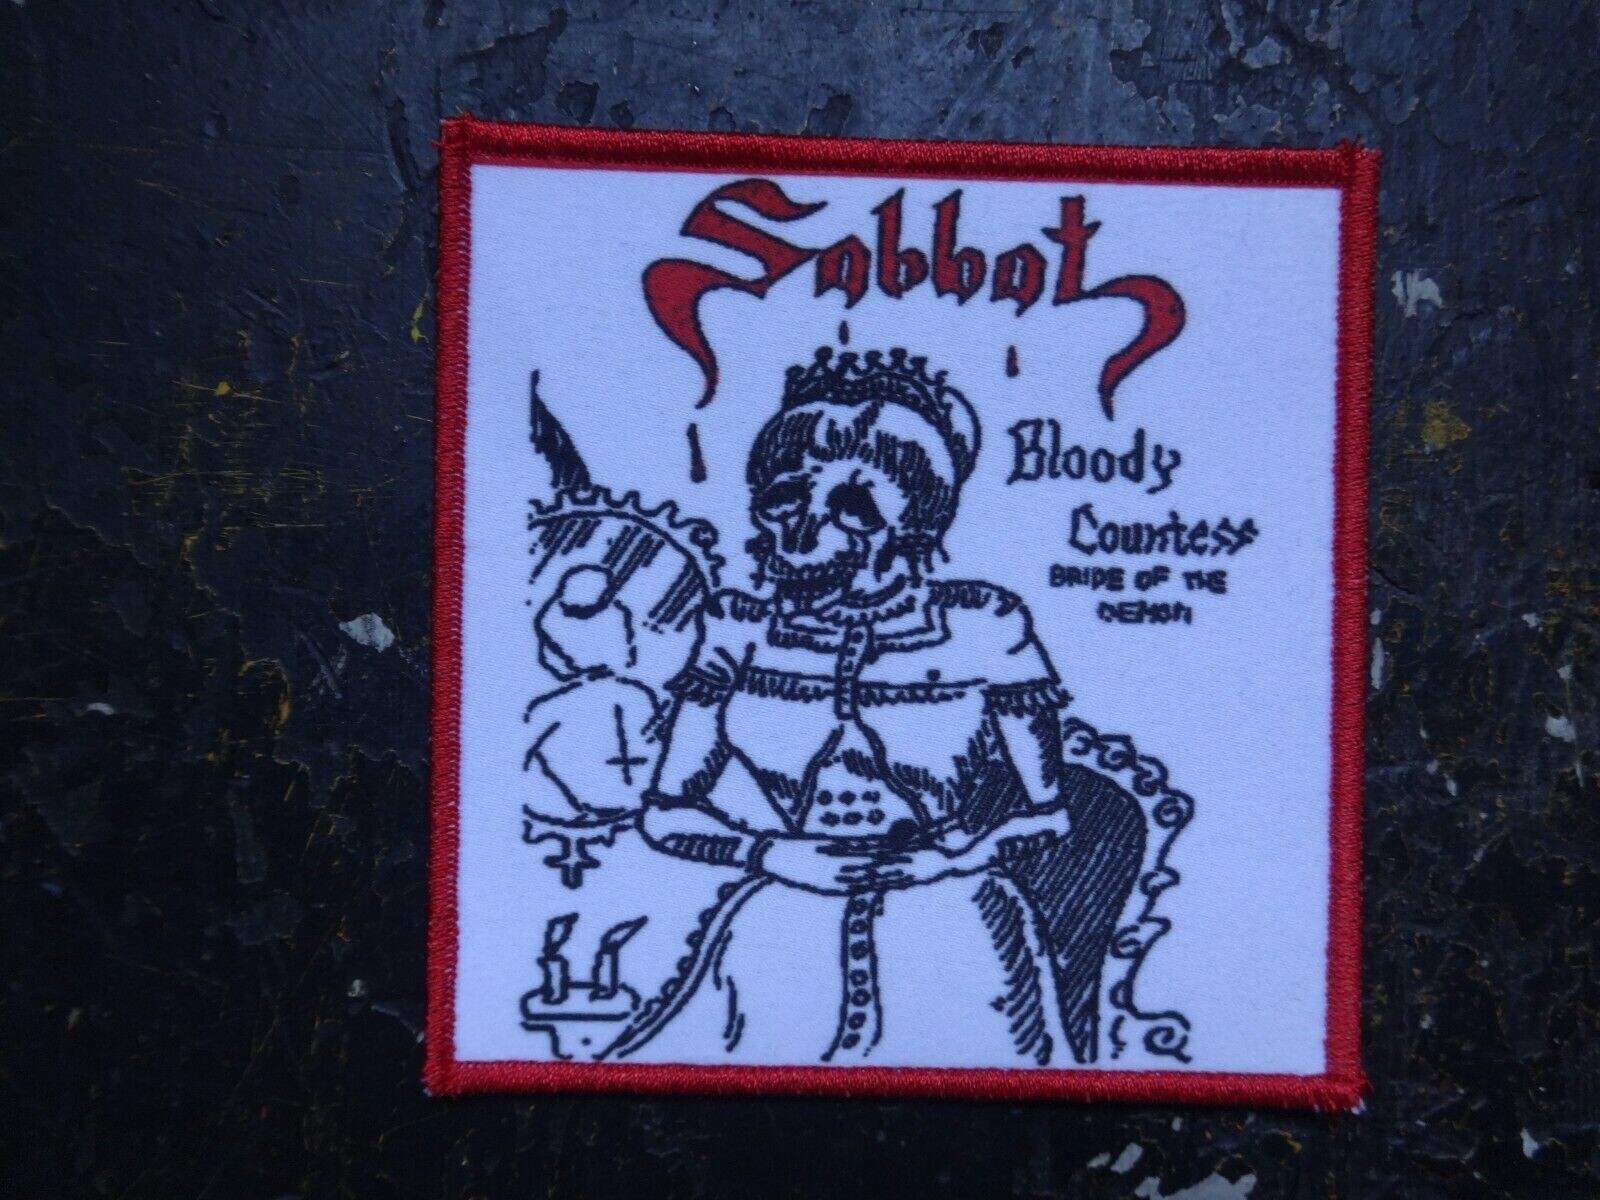 Sabbat
Bloody
Countess
BRIDE OF THE
DEMON